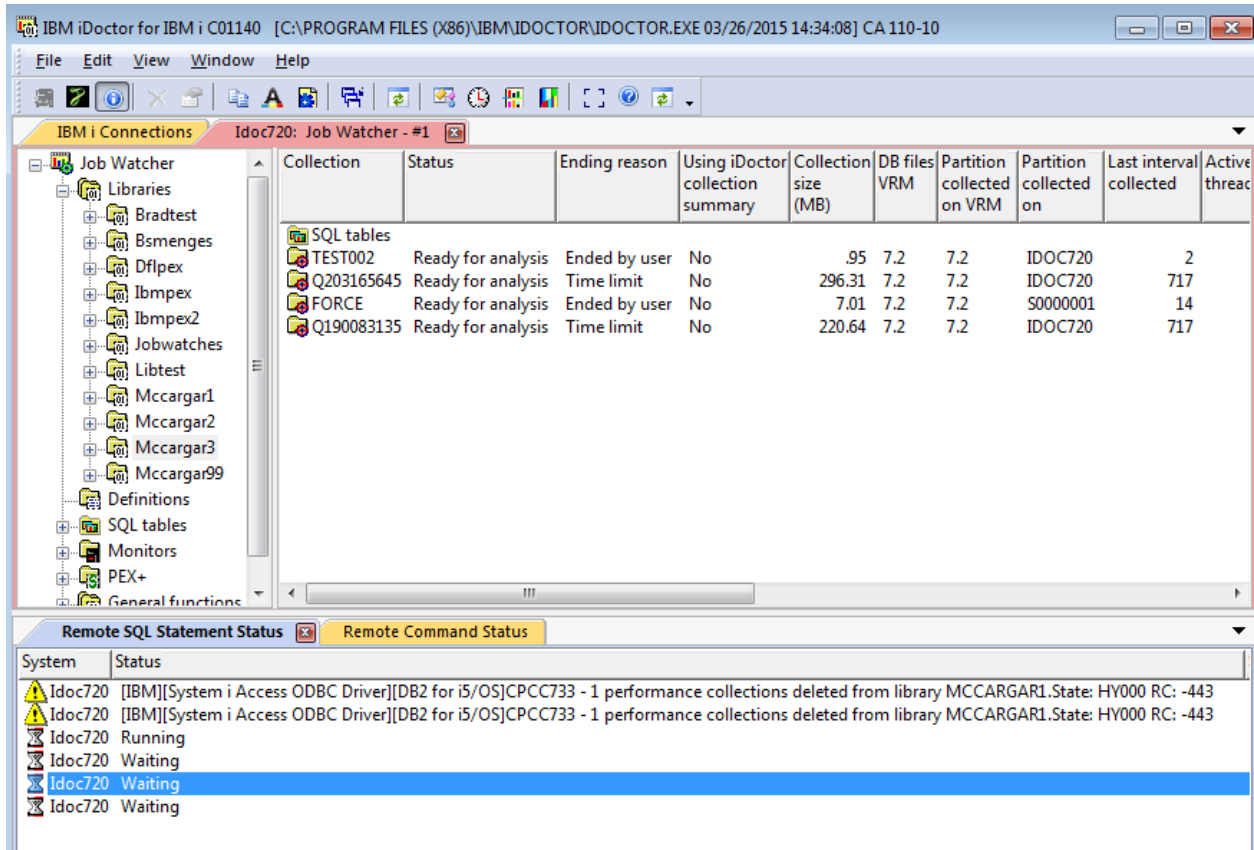 IBM iDoctor for IBM i C01140 [C:\PROGRAM FILES (X86)\IBM\IDOCTOR\IDOCTOR.EXE 03/26/2015 14:34:08] CA 110-10
File Edit View Window Help
IBM i Connections Idoc720: Job Watcher - #1
Job Watcher
Libraries
Bradtest
Bsmenges
Dflpex
Ibmpex
Ibmpex2
Jobwatches
Libtest
Mccargar1
Mccargar2
Mccargar3
Mccargar99
Definitions
SQL tables
Monitors
PEX+
General functions
Collection Status Ending reason Using iDoctor collection summary Collection size (MB) DB files VRM Partition collected on VRM Partition collected on Last interval collected Active threac
SQL tables
TEST002 Ready for analysis Ended by user No .95 7.2 7.2 IDOC720 2
Q203165645 Ready for analysis Time limit No 296.31 7.2 7.2 IDOC720 717
FORCE Ready for analysis Ended by user No 7.01 7.2 7.2 S0000001 14
Q190083135 Ready for analysis Time limit No 220.64 7.2 7.2 IDOC720 717
Remote SQL Statement Status Remote Command Status
System Status
Idoc720 [IBM][System i Access ODBC Driver][DB2 for i5/OS]CPCC733 - 1 performance collections deleted from library MCCARGAR1.State: HY000 RC: -443
Idoc720 [IBM][System i Access ODBC Driver][DB2 for i5/OS]CPCC733 - 1 performance collections deleted from library MCCARGAR1.State: HY000 RC: -443
Idoc720 Running
Idoc720 Waiting
Idoc720 Waiting
Idoc720 Waiting